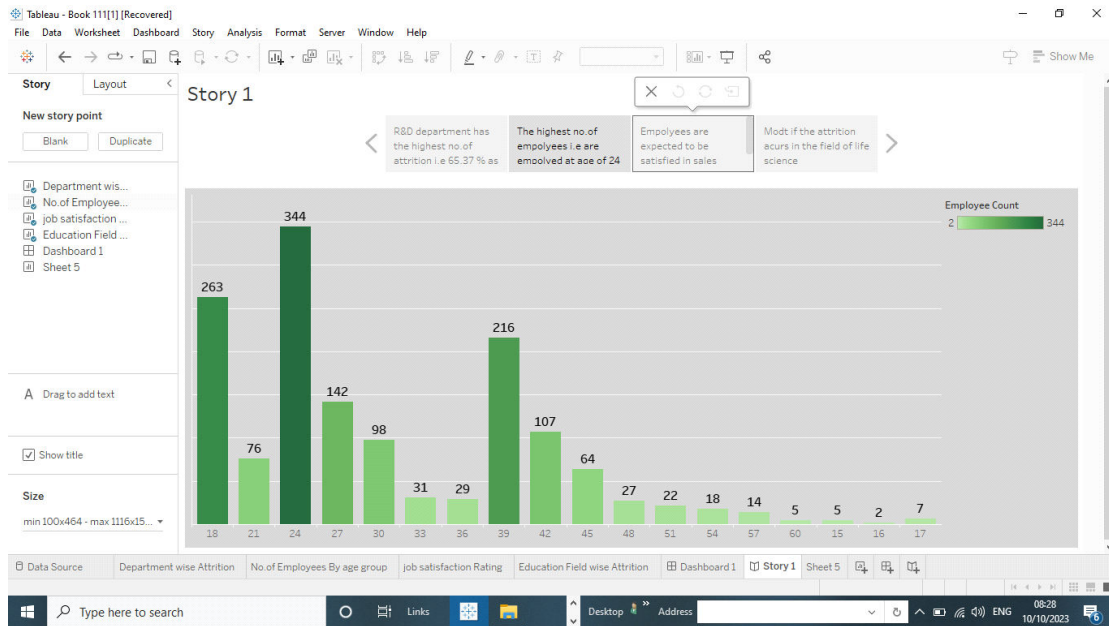 Tableau - Book 111[1] [Recovered]
File Data Worksheet Dashboard Story Analysis Format Server Window Help
Show Me
Story Layout
New story point
Blank Duplicate
Department wis...
No.of Employee...
job satisfaction ...
Education Field ...
Dashboard 1
Sheet 5
A Drag to add text
Show title
Size
min 100x464 - max 1116x15...
Story 1
R&D department has
the highest no.of
attrition i.e 65.37 % as
The highest no.of
empolyees i.e are
empolved at age of 24
Empolyees are
expected to be
satisfied in sales
Modt if the attrition
acurs in the field of life
science
Employee Count
2 344
263
76
344
142
98
31
29
216
107
64
27
22
18
14
5
5
2
7
18 21 24 27 30 33 36 39 42 45 48 51 54 57 60 15 16 17
Data Source Department wise Attrition No.of Employees By age group job satisfaction Rating Education Field wise Attrition Dashboard 1 Story 1 Sheet 5
Type here to search Links Desktop Address ENG
08:28
10/10/2023
6